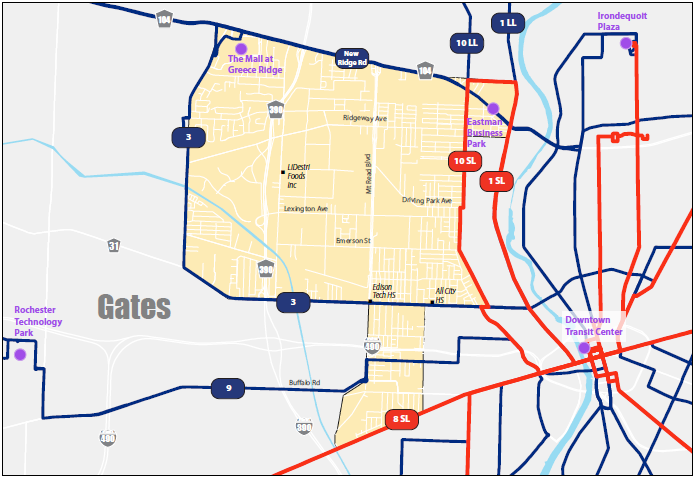 104
1 LL
Irondequoit
Plaza
10 LL
The Mall at
Greece Ridge
New
Ridge Rd
104
390
Eastman
Business
Park
Ridgeway Ave
3
10 SL
LiDestri
Foods
Inc
Mt Read Blvd
1 SL
Driving Park Ave
Lexington Ave
Emerson St
31
390
Edison
Tech HS
All City
HS
Gates
3
Rochester
Technology
Park
Downtown
Transit Center
490
9
Buffalo Rd
8 SL
390
490